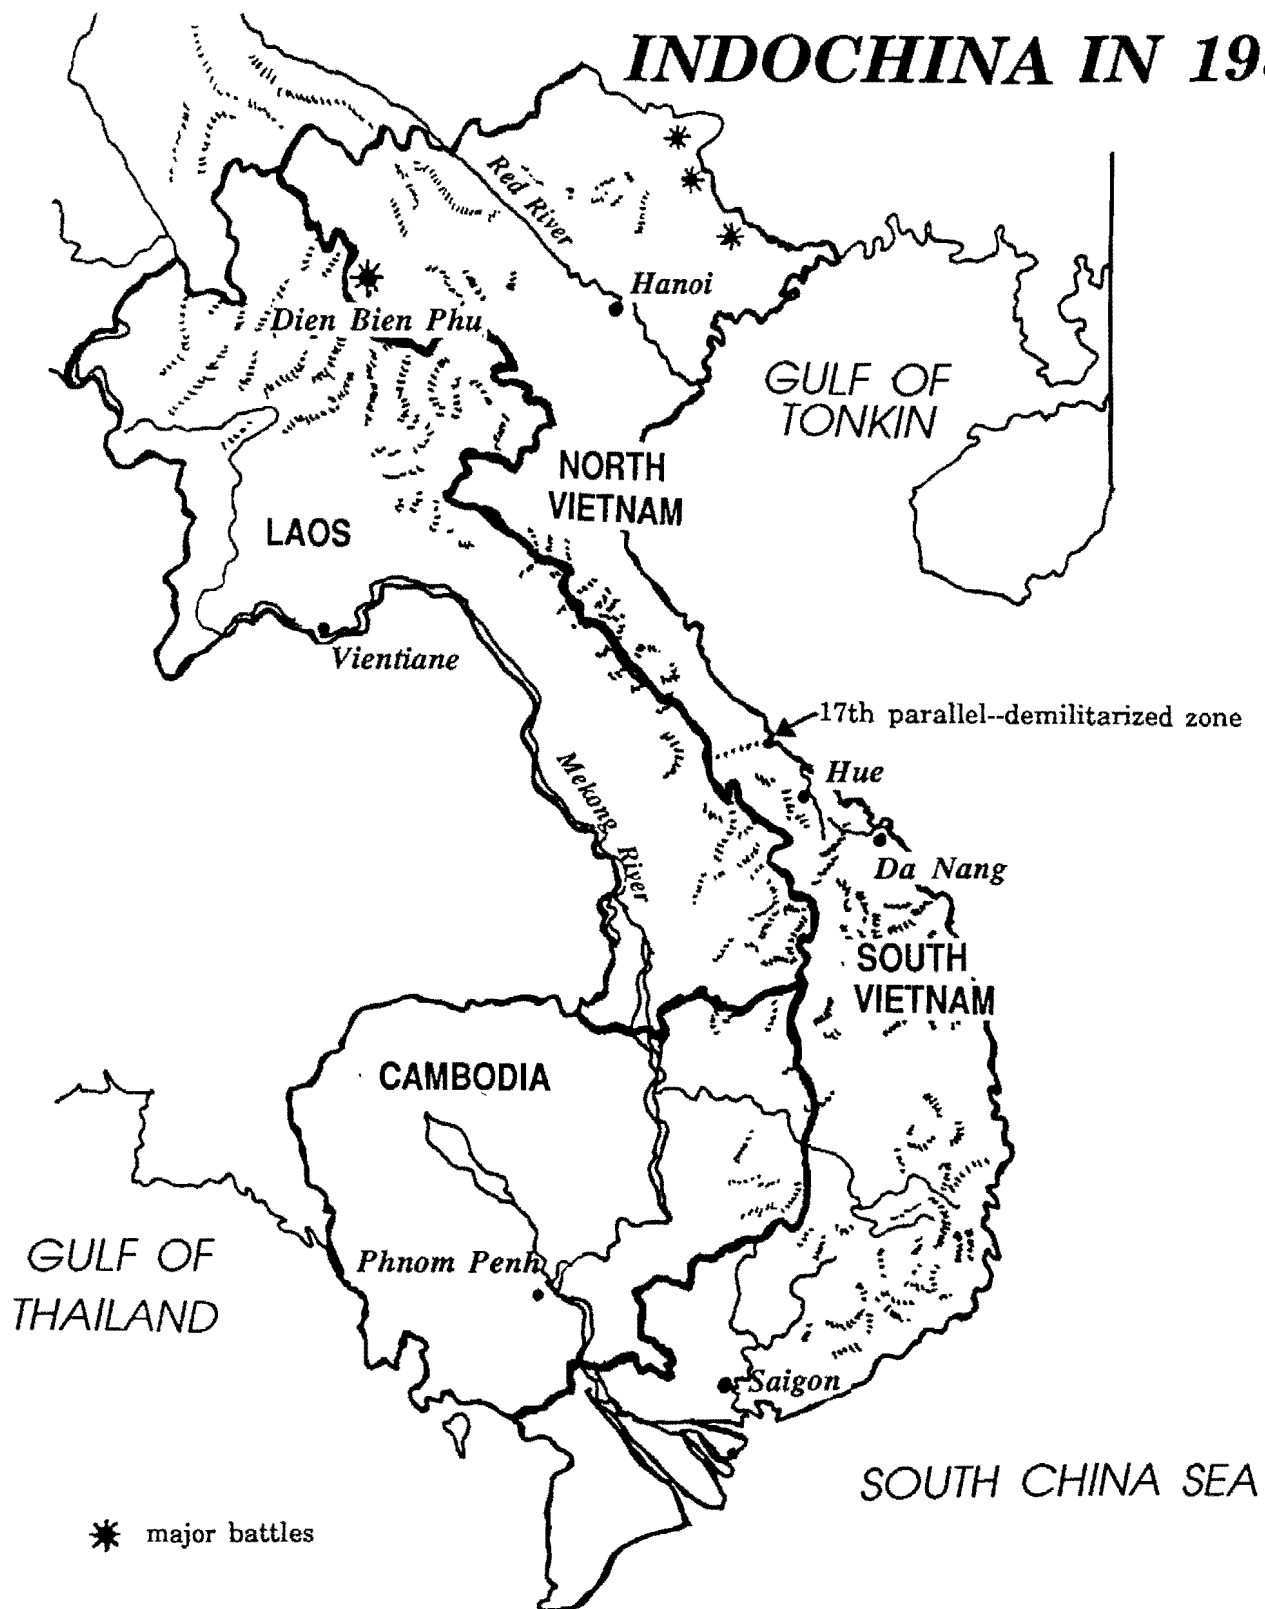 INDOCHINA IN 19
Red River
Hanoi
Dien Bien Phu
GULF OF
TONKIN
NORTH
VIETNAM
LAOS
Vientiane
17th parallel--demilitarized zone
Hue
Mekong River
Da Nang
SOUTH
VIETNAM
CAMBODIA
GULF OF
THAILAND
Phnom Penh
Saigon
SOUTH CHINA SEA
major battles